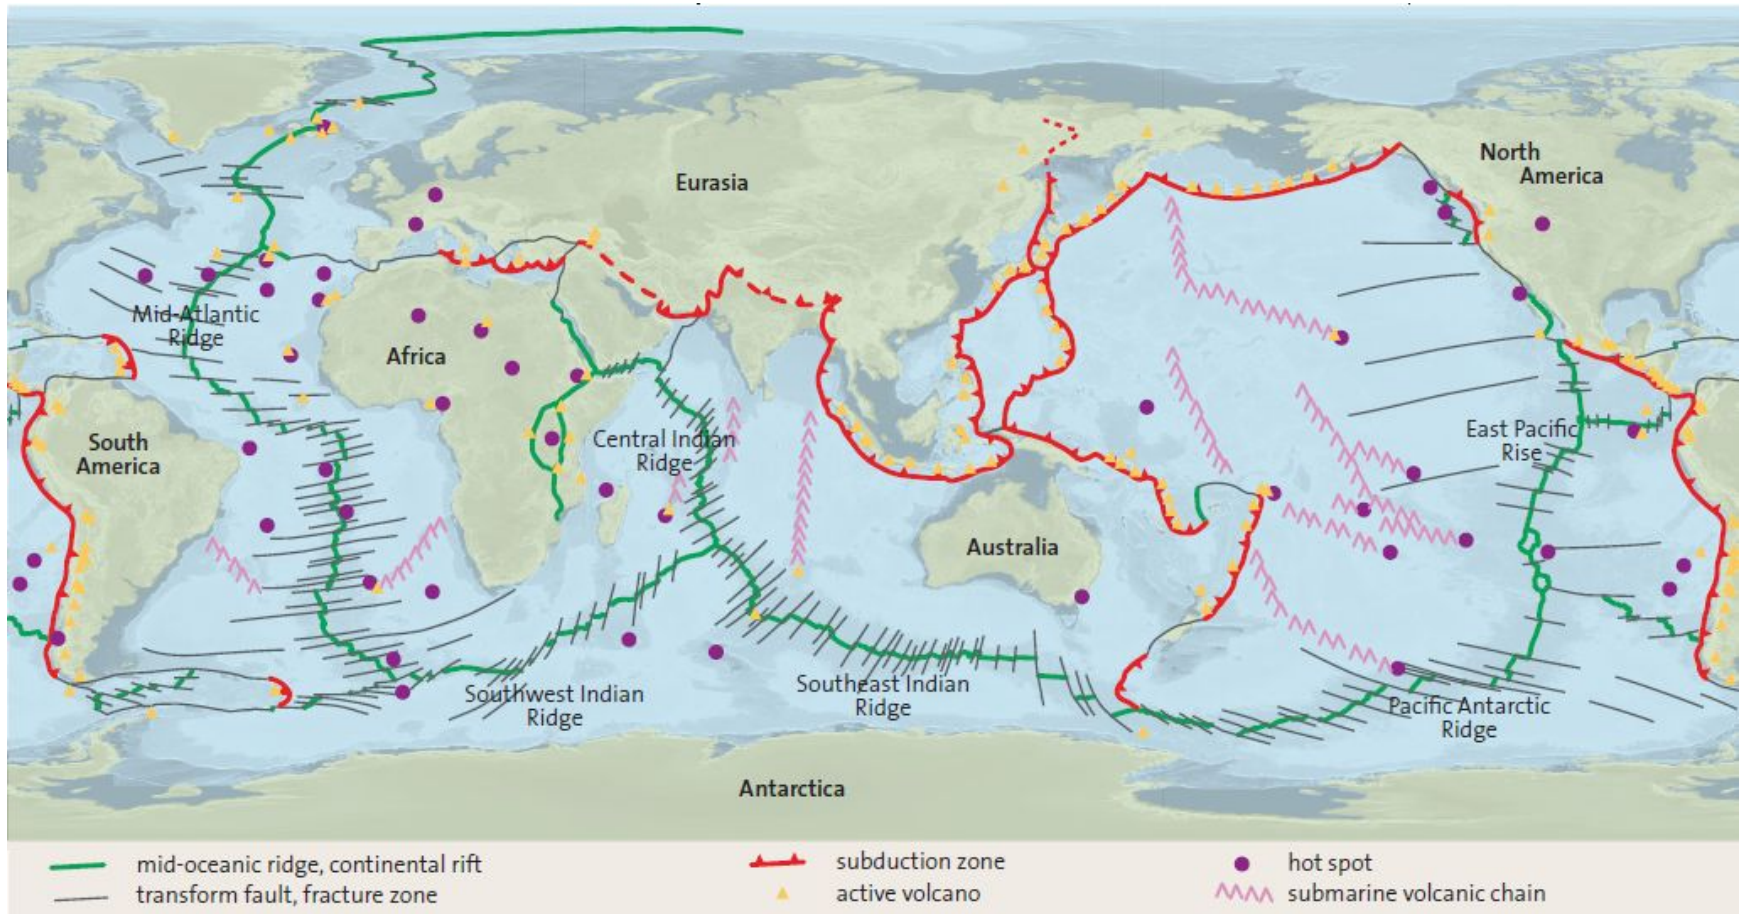 North
America
Eurasia
Mid-Atlantic
Ridge
Africa
South
America
Central Indian
Ridge
East Pacific
Rise
Australia
Southwest Indian
Ridge
Southeast Indian
Ridge
Pacific Antarctic
Ridge
Antarctica
mid-oceanic ridge, continental rift
transform fault, fracture zone
subduction zone
active volcano
hot spot
submarine volcanic chain